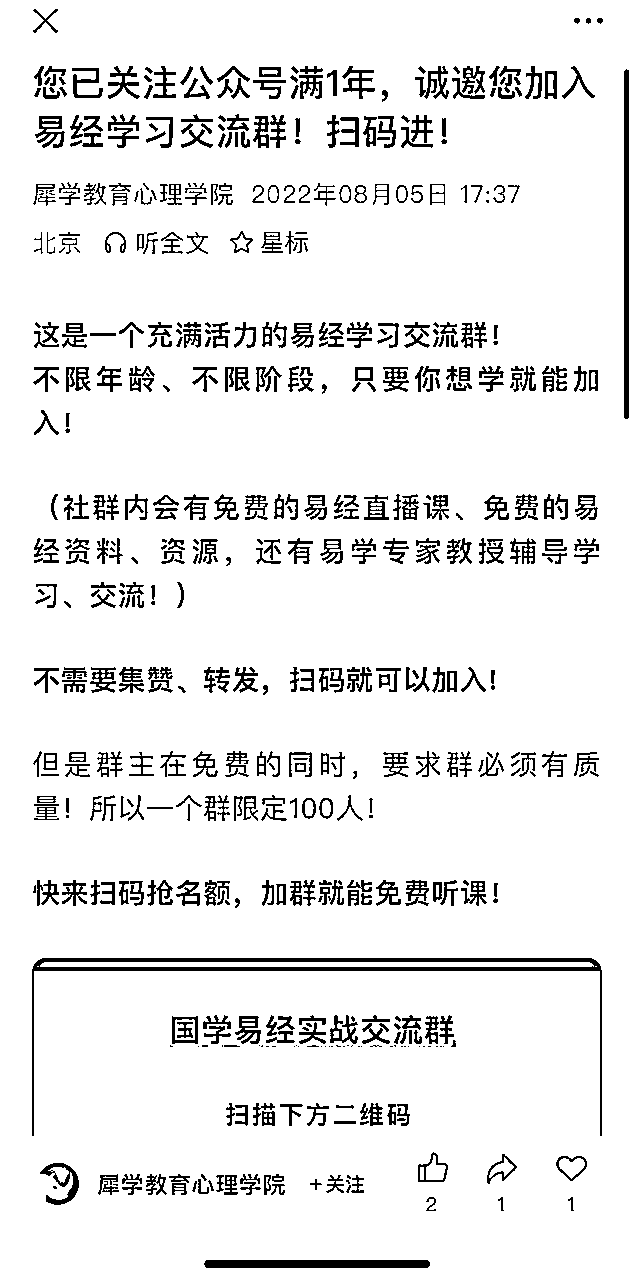 您已关注公众号满1年，诚邀您加入
易经学习交流群！扫码进！
犀学教育心理学院 2022年08月05日 17:37
北京 听全文 星标
这是一个充满活力的易经学习交流群！
不限年龄、不限阶段，只要你想学就能加
入！
（社群内会有免费的易经直播课、免费的易
经资料、资源，还有易学专家教授辅导学
习、交流！）
不需要集赞、转发，扫码就可以加入！
但是群主在免费的同时，要求群必须有质
量！所以一个群限定100人！
快来扫码抢名额，加群就能免费听课！
国学易经实战交流群
扫描下方二维码
犀学教育心理学院 +关注
2 1 1